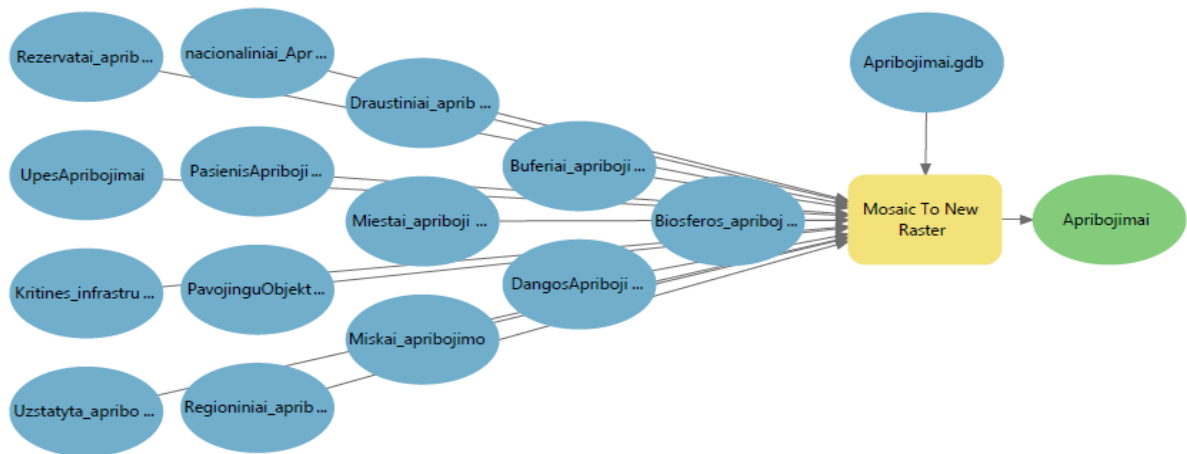 Rezervatai_aprib ...
nacionaliniai_Apr ...
Draustiniai_aprib ...
Apribojimai.gdb
UpesApribojimai
PasienisApriboji ...
Buferiai_apriboji ...
Miestai_apriboji ...
Biosferos_apriboj ...
Mosaic To New
Raster
Apribojimai
Kritines_infrastru ...
PavojinguObjekt ...
DangosApriboji ...
Miskai_apribojimo
Uzstatyta_apribo ...
Regioniniai_aprib ...